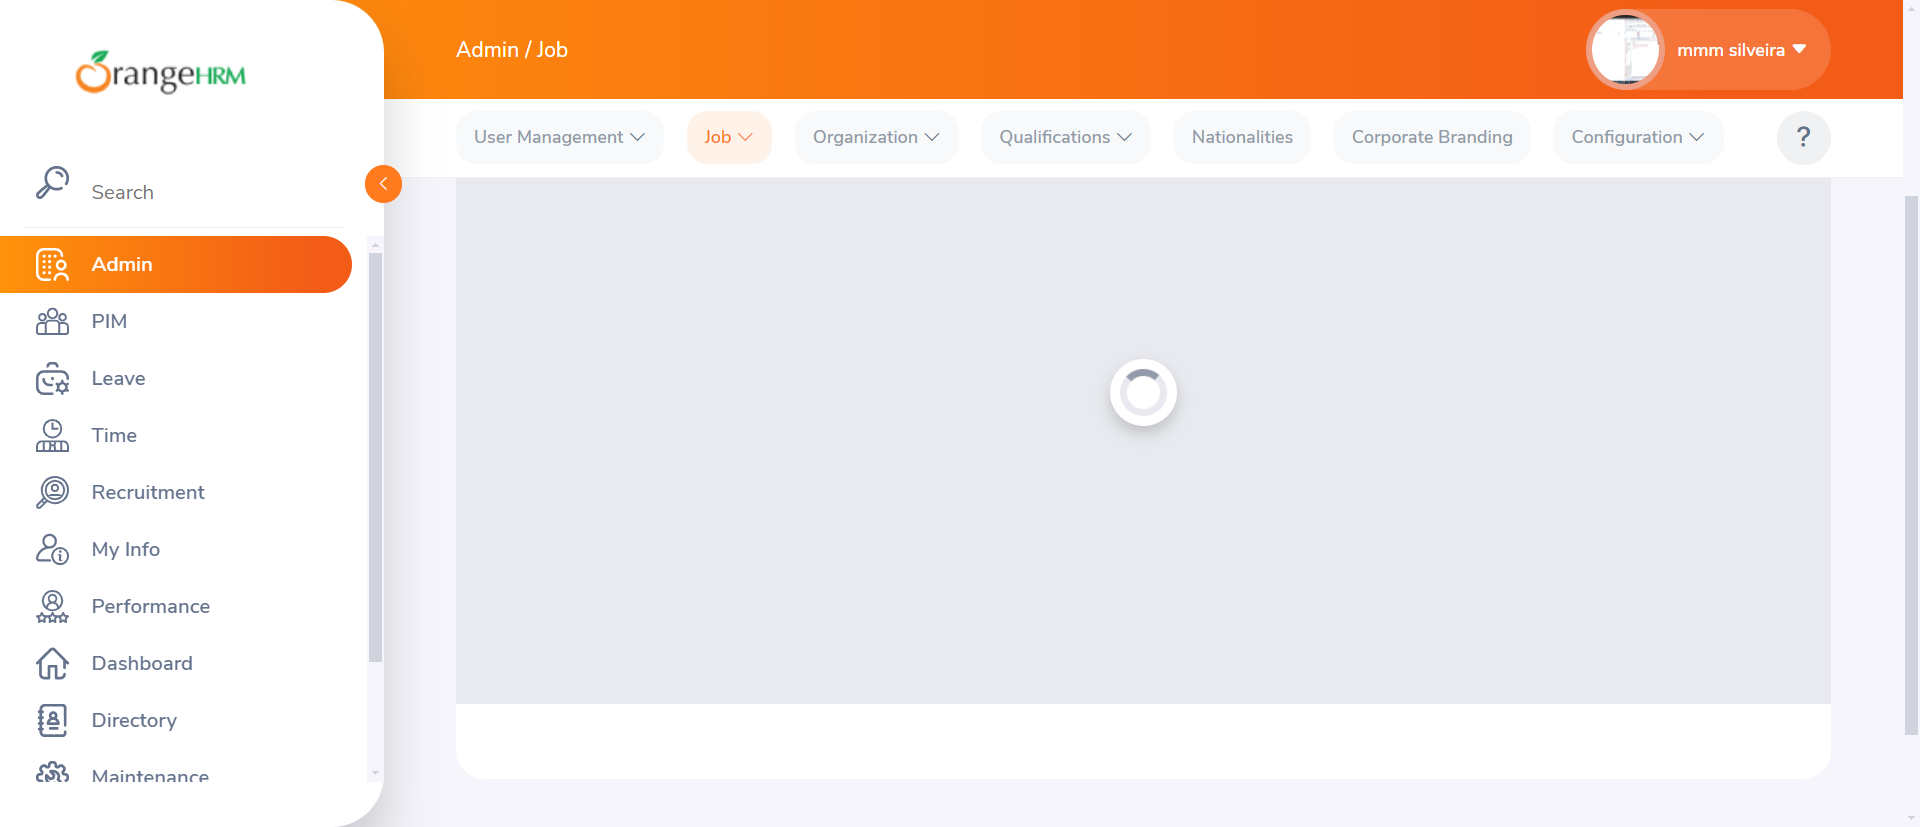 OrangeHRM
Admin / Job
mmm silveira
User Management
Job
Organization
Qualifications
Nationalities
Corporate Branding
Configuration
?
Search
Admin
PIM
Leave
Time
Recruitment
My Info
Performance
Dashboard
Directory
Maintenance